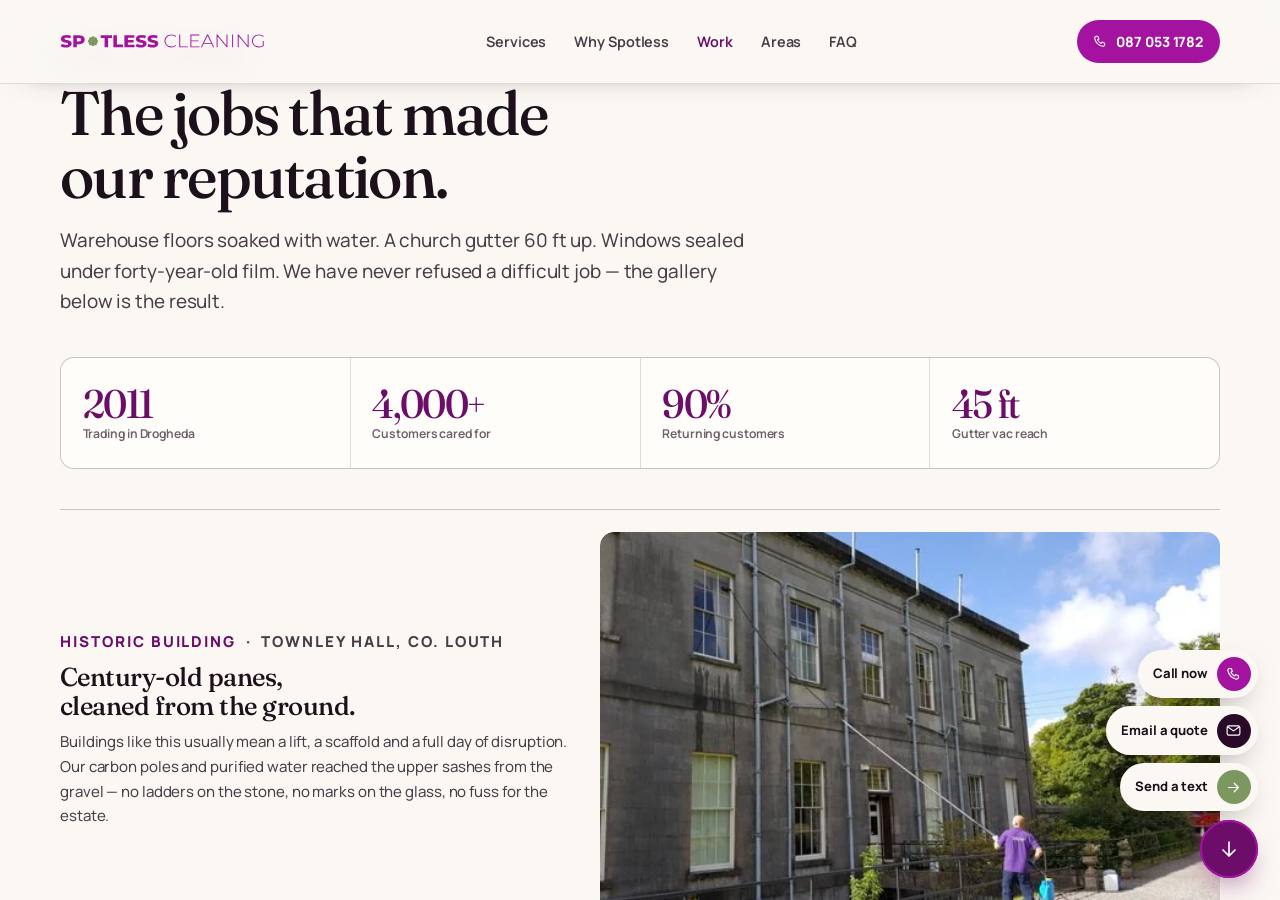 SPOTLESS CLEANING
Services
Why Spotless
Work
Areas
FAQ
087 053 1782
The jobs that made
our reputation.
Warehouse floors soaked with water. A church gutter 60 ft up. Windows sealed
under forty-year-old film. We have never refused a difficult job — the gallery
below is the result.
2011
Trading in Drogheda
4,000+
Customers cared for
90%
Returning customers
45 ft
Gutter vac reach
HISTORIC BUILDING · TOWNLEY HALL, CO. LOUTH
Century-old panes,
cleaned from the ground.
Buildings like this usually mean a lift, a scaffold and a full day of disruption.
Our carbon poles and purified water reached the upper sashes from the
gravel — no ladders on the stone, no marks on the glass, no fuss for the
estate.
Call now
Email a quote
Send a text